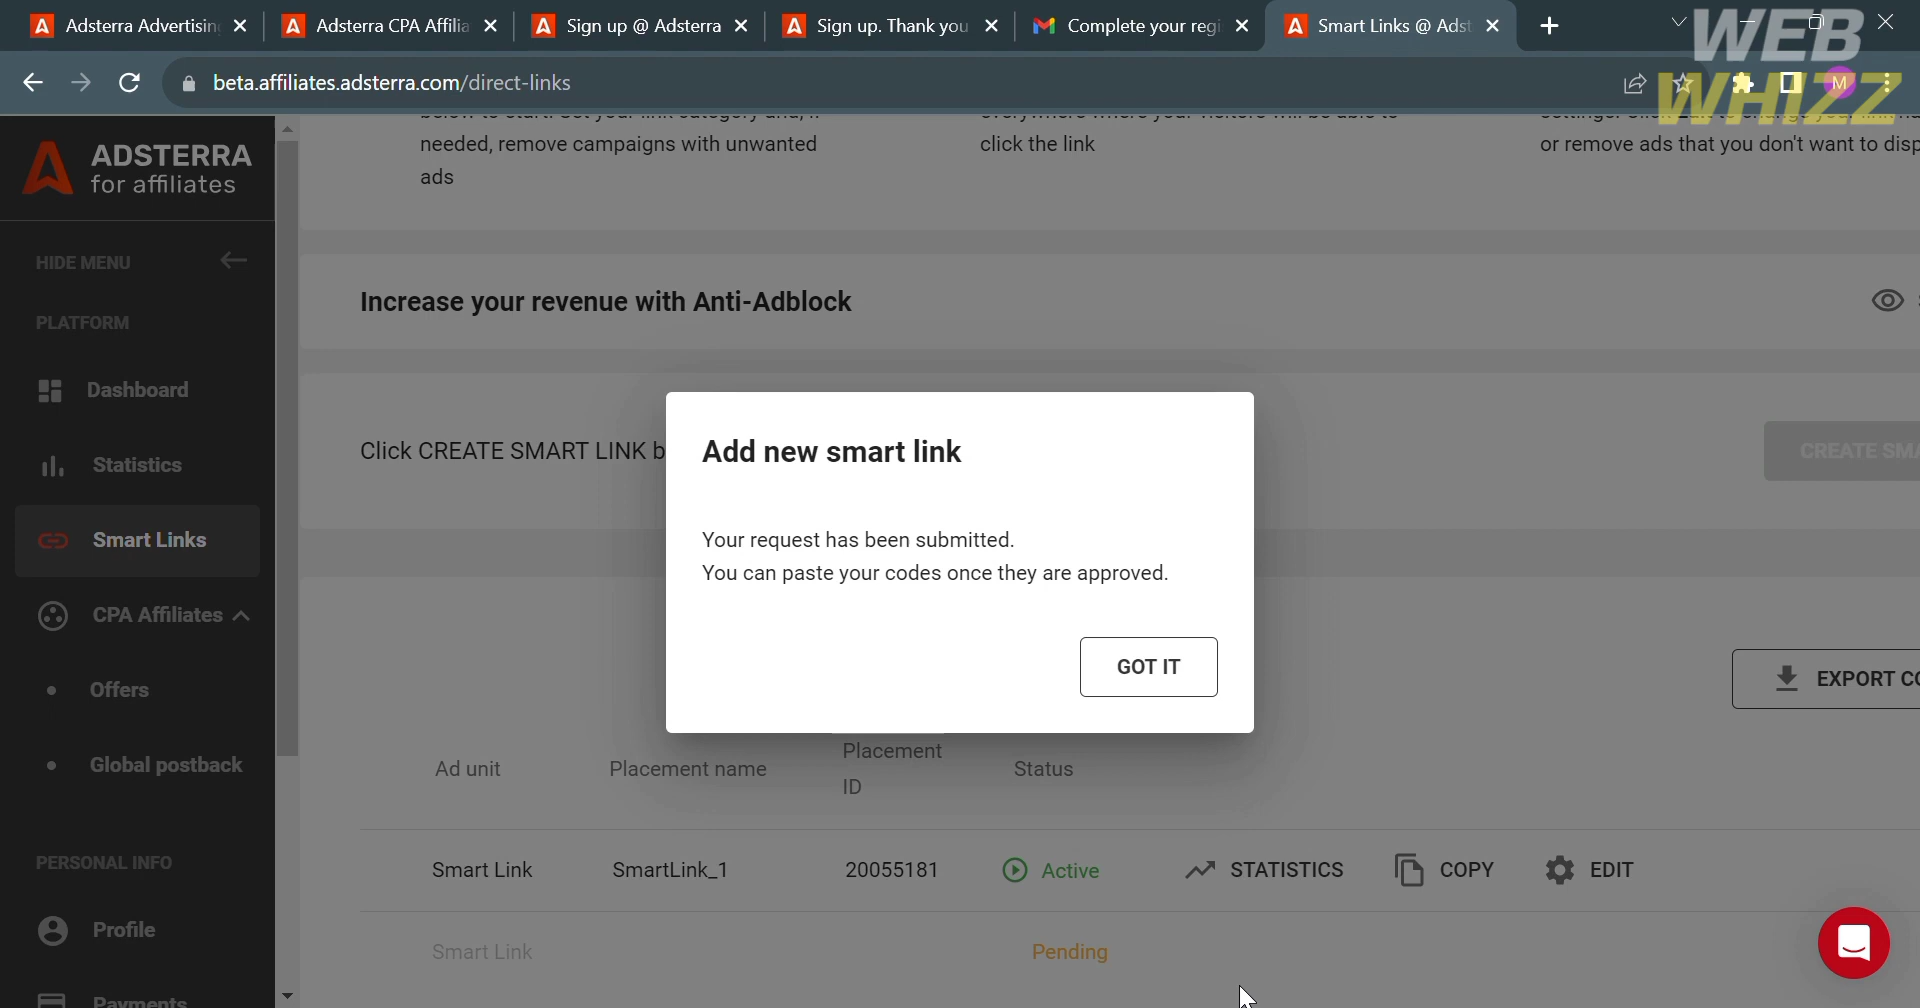 Adsterra Advertising
Adsterra CPA Affilia
Sign up @ Adsterra
Sign up. Thank you
Complete your regi
Smart Links @ Adst
WEB
WHIZZ
beta.affiliates.adsterra.com/direct-links
M
ADSTERRA
for affiliates
needed, remove campaigns with unwanted
ads
click the link
or remove ads that you don't want to disp
HIDE MENU
PLATFORM
Dashboard
Statistics
Smart Links
CPA Affiliates
Offers
Global postback
PERSONAL INFO
Profile
Payments
Increase your revenue with Anti-Adblock
Click CREATE SMART LINK b
CREATE SMA
Add new smart link
Your request has been submitted.
You can paste your codes once they are approved.
GOT IT
EXPORT CO
Ad unit
Placement name
Placement
ID
Status
Smart Link
SmartLink_1
20055181
Active
STATISTICS
COPY
EDIT
Smart Link
Pending